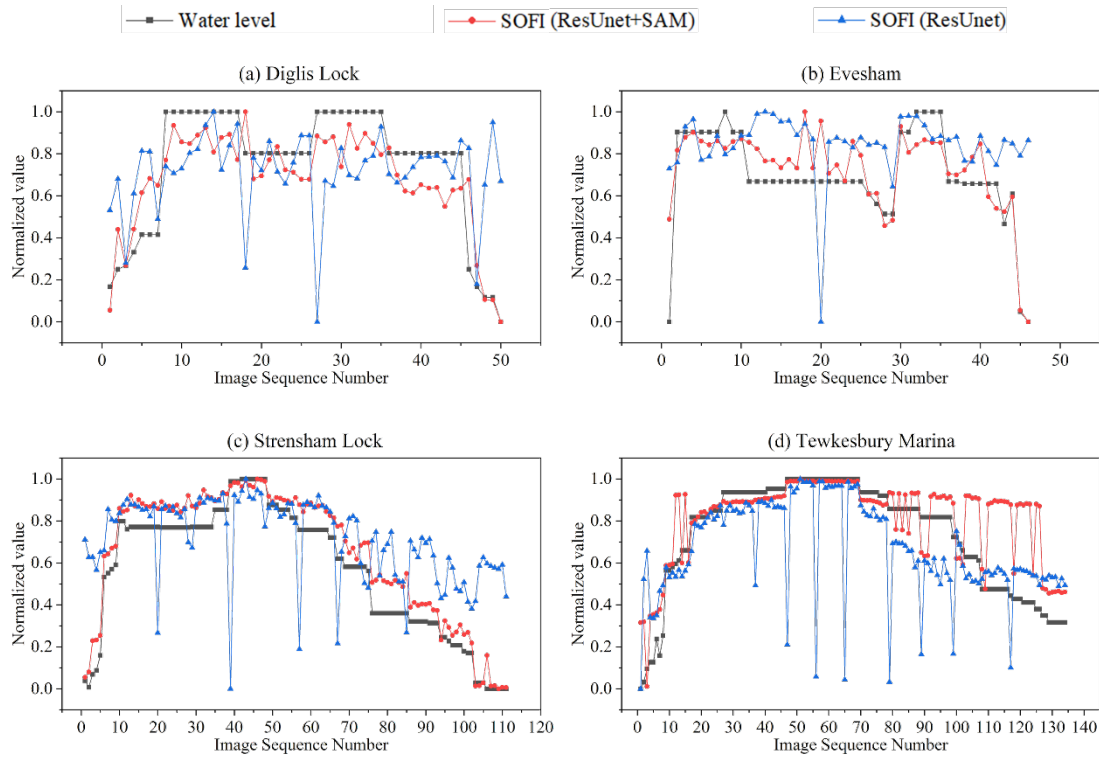 Water level SOFI (ResUnet+SAM) SOFI (ResUnet)
(a) Diglis Lock
Normalized value
1.0
0.8
0.6
0.4
0.2
0.0
0 10 20 30 40 50
Image Sequence Number
(b) Evesham
Normalized value
1.0
0.8
0.6
0.4
0.2
0.0
0 10 20 30 40 50
Image Sequence Number
(c) Strensham Lock
Normalized value
1.0
0.8
0.6
0.4
0.2
0.0
0 10 20 30 40 50 60 70 80 90 100 110 120
Image Sequence Number
(d) Tewkesbury Marina
Normalized value
1.0
0.8
0.6
0.4
0.2
0.0
0 10 20 30 40 50 60 70 80 90 100 110 120 130 140
Image Sequence Number